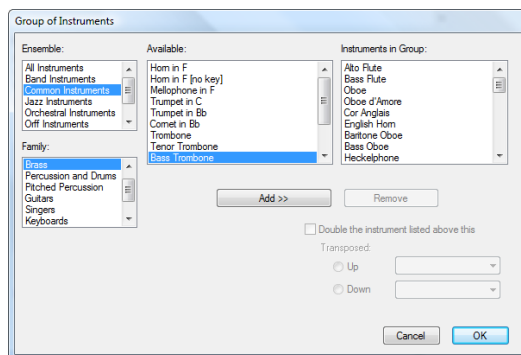 Group of Instruments
Ensemble:
All Instruments
Band Instruments
Common Instruments
Jazz Instruments
Orchestral Instruments
Orff Instruments
Family:
Brass
Percussion and Drums
Pitched Percussion
Guitars
Singers
Keyboards
Available:
Horn in F
Horn in F [no key]
Mellophone in F
Trumpet in C
Trumpet in Bb
Cornet in Bb
Trombone
Tenor Trombone
Bass Trombone
Instruments in Group:
Alto Flute
Bass Flute
Oboe
Oboe d'Amore
Cor Anglais
English Horn
Baritone Oboe
Bass Oboe
Heckelphone
Add >>
Remove
Double the instrument listed above this
Transposed:
Up
Down
Cancel
OK